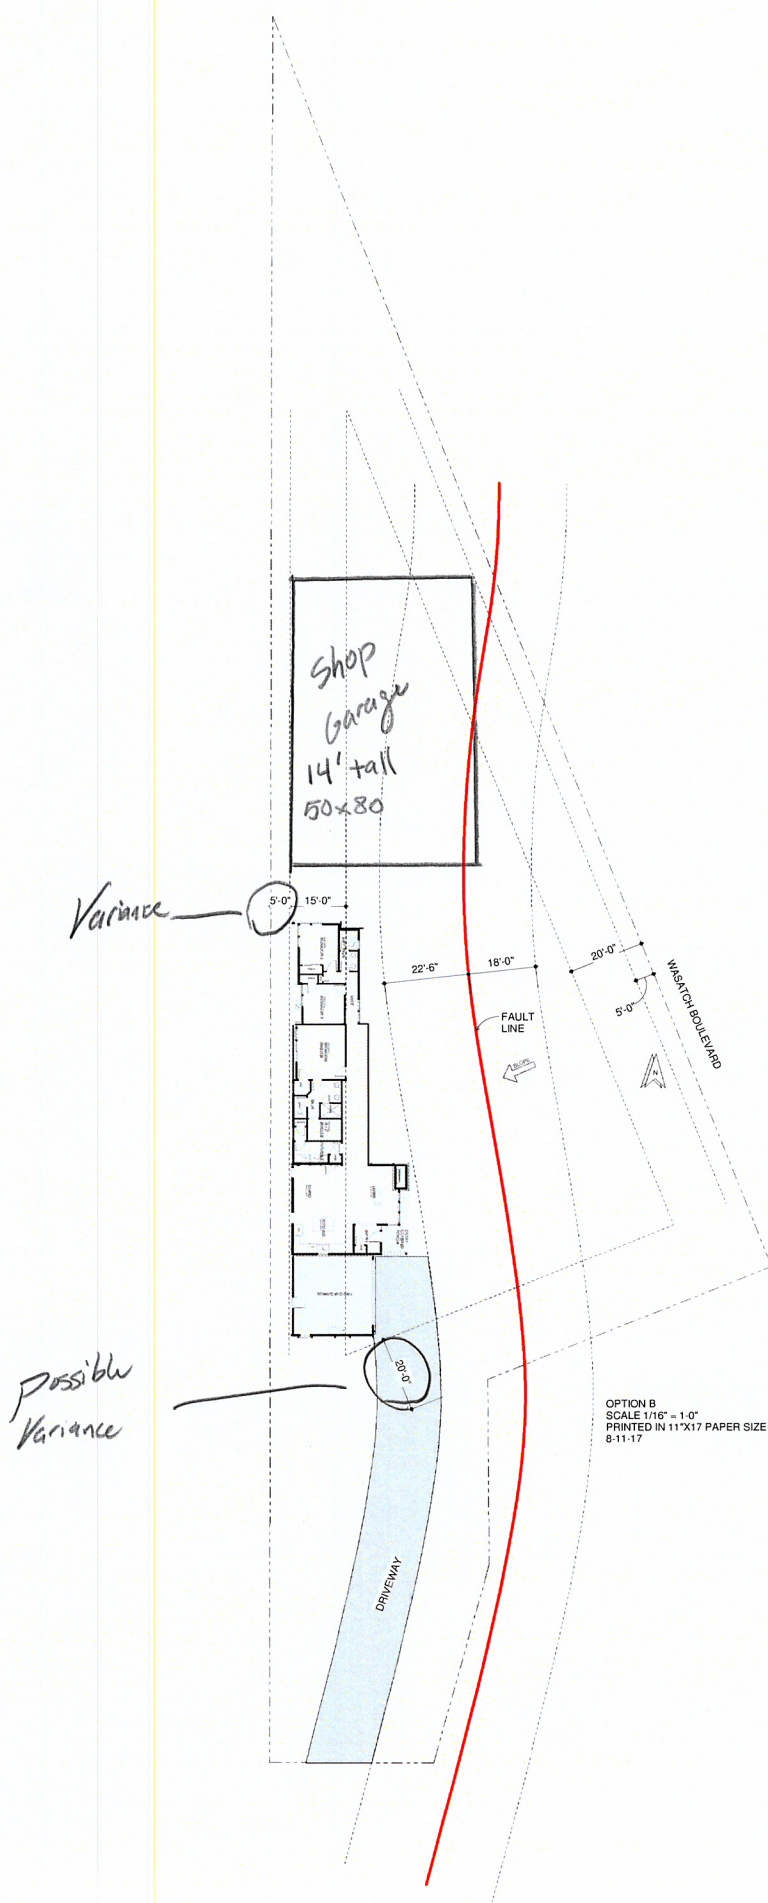 Shop
Garage
14' tall
50x80
Variance
5'-0"
15'-0"
22'-6"
18'-0"
20'-0"
5'-0"
WASATCH BOULEVARD
FAULT
LINE
SLOPE
N
20'-0"
Possible
Variance
OPTION B
SCALE 1/16" = 1-0"
PRINTED IN 11"X17 PAPER SIZE
8-11-17
DRIVEWAY